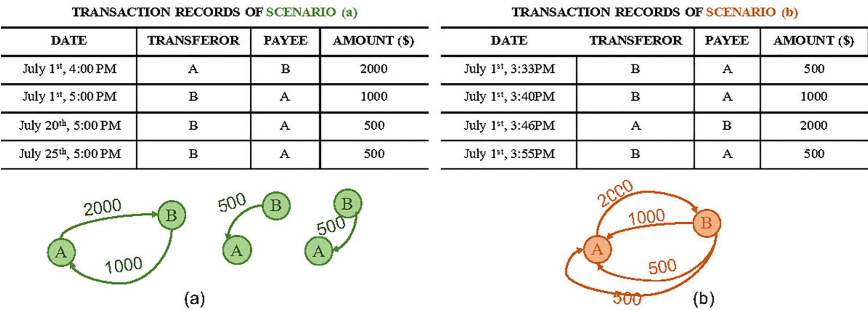 TRANSACTION RECORDS OF SCENARIO (a)
DATE TRANSFEROR PAYEE AMOUNT ($)
July 1st, 4:00 PM A B 2000
July 1st, 5:00 PM B A 1000
July 20th, 5:00 PM B A 500
July 25th, 5:00 PM B A 500
TRANSACTION RECORDS OF SCENARIO (b)
DATE TRANSFEROR PAYEE AMOUNT ($)
July 1st, 3:33PM B A 500
July 1st, 3:40PM B A 1000
July 1st, 3:46PM A B 2000
July 1st, 3:55PM B A 500
2000
B
A
1000
500
B
A
B
500
A
(a)
2000
1000
B
A
500
500
(b)